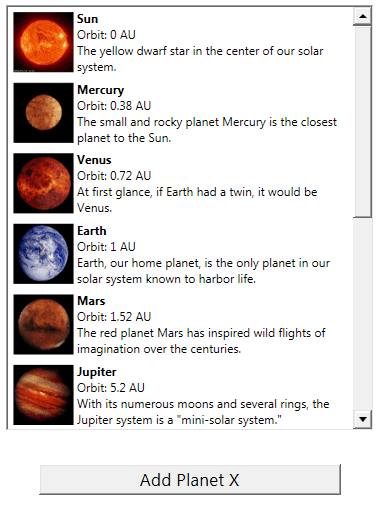 Sun
Orbit: 0 AU
The yellow dwarf star in the center of our solar
system.
Mercury
Orbit: 0.38 AU
The small and rocky planet Mercury is the closest
planet to the Sun.
Venus
Orbit: 0.72 AU
At first glance, if Earth had a twin, it would be
Venus.
Earth
Orbit: 1 AU
Earth, our home planet, is the only planet in our
solar system known to harbor life.
Mars
Orbit: 1.52 AU
The red planet Mars has inspired wild flights of
imagination over the centuries.
Jupiter
Orbit: 5.2 AU
With its numerous moons and several rings, the
Jupiter system is a "mini-solar system."
Add Planet X